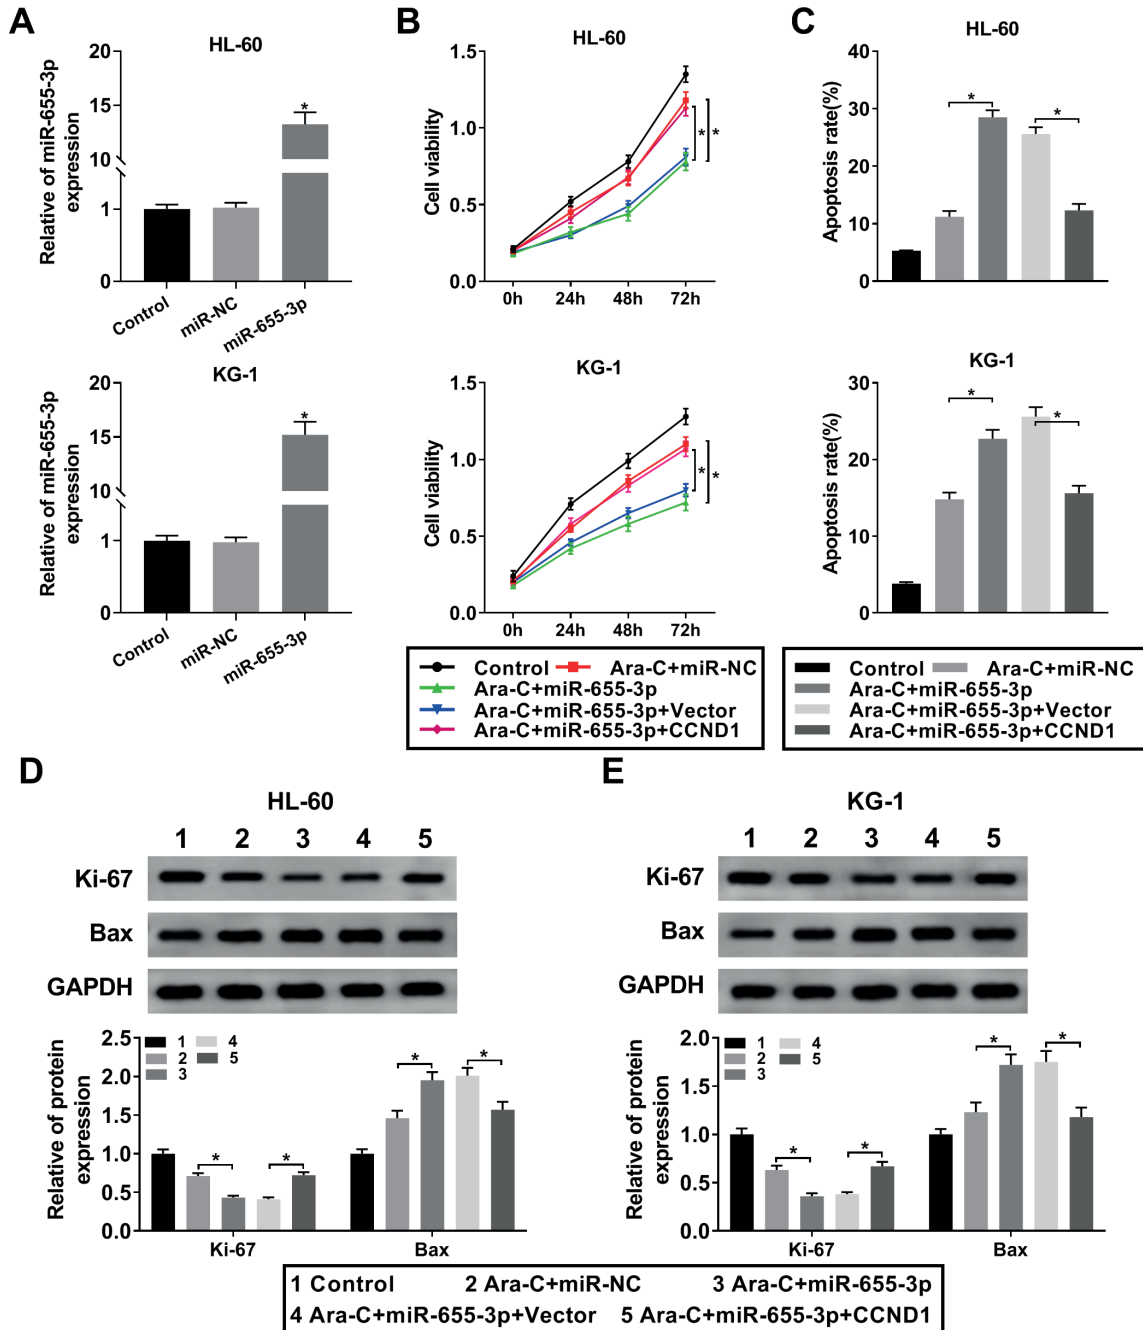 A
HL-60
Relative of miR-655-3p
expression
20
15
10
1
0
Control
miR-NC
miR-655-3p
*
KG-1
Relative of miR-655-3p
expression
20
15
10
1
0
Control
miR-NC
miR-655-3p
*
B
HL-60
Cell viability
1.5
1.0
0.5
0.0
0h 24h 48h 72h
* *
KG-1
Cell viability
1.5
1.0
0.5
0.0
0h 24h 48h 72h
* *
Control Ara-C+miR-NC
Ara-C+miR-655-3p
Ara-C+miR-655-3p+Vector
Ara-C+miR-655-3p+CCND1
C
HL-60
Apoptosis rate(%)
40
30
20
10
0
* *
KG-1
Apoptosis rate(%)
30
20
10
0
* *
Control Ara-C+miR-NC
Ara-C+miR-655-3p
Ara-C+miR-655-3p+Vector
Ara-C+miR-655-3p+CCND1
D
HL-60
1 2 3 4 5
Ki-67
Bax
GAPDH
Relative of protein
expression
2.5
2.0
1.5
1.0
0.5
0.0
1 4
2 5
3
* * * *
Ki-67 Bax
E
KG-1
1 2 3 4 5
Ki-67
Bax
GAPDH
Relative of protein
expression
2.0
1.5
1.0
0.5
0.0
1 4
2 5
3
* * * *
Ki-67 Bax
1 Control 2 Ara-C+miR-NC 3 Ara-C+miR-655-3p
4 Ara-C+miR-655-3p+Vector 5 Ara-C+miR-655-3p+CCND1